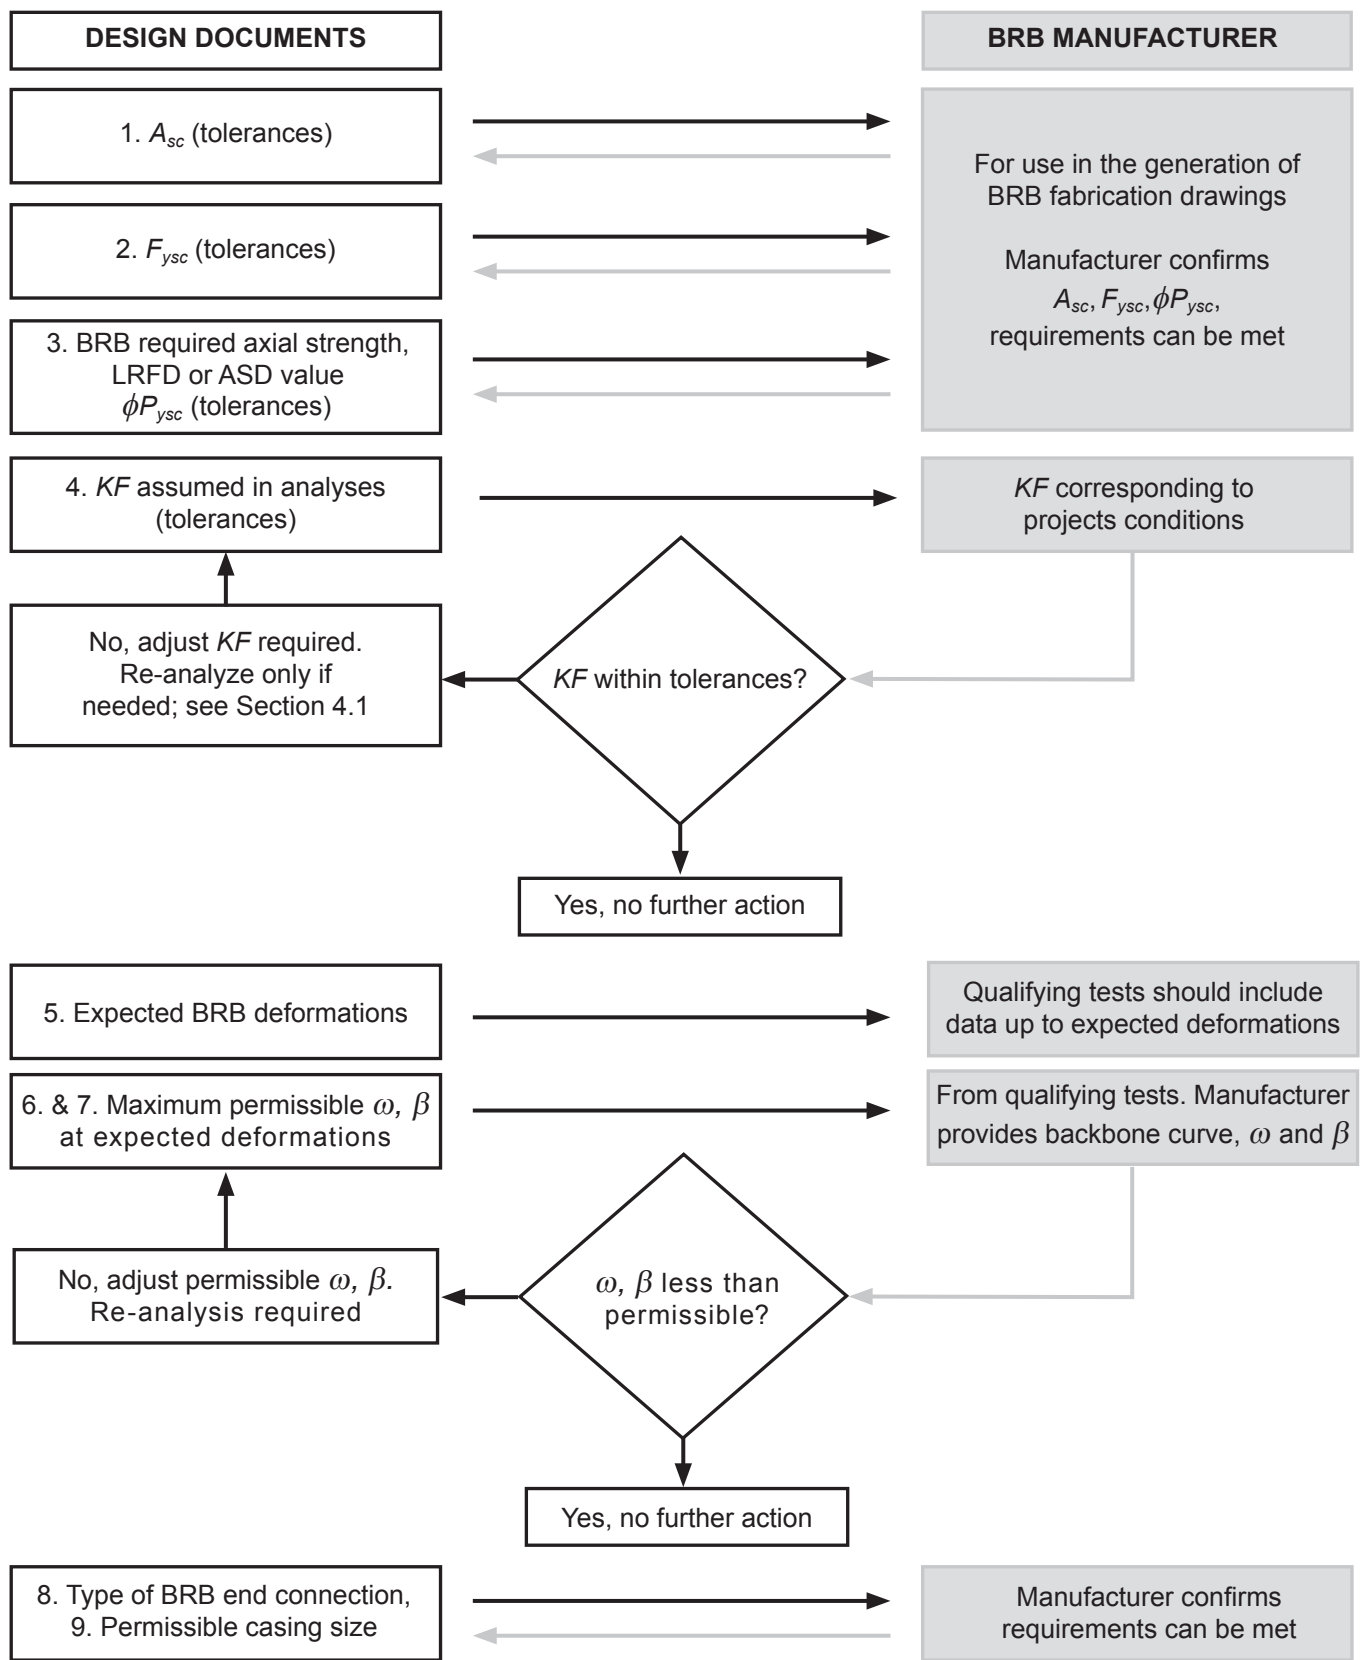 DESIGN DOCUMENTS
BRB MANUFACTURER
1. Asc (tolerances)
2. Fysc (tolerances)
3. BRB required axial strength,
LRFD or ASD value
ϕPysc (tolerances)
For use in the generation of
BRB fabrication drawings
Manufacturer confirms
Asc, Fysc, ϕPysc,
requirements can be met
4. KF assumed in analyses
(tolerances)
KF corresponding to
projects conditions
No, adjust KF required.
Re-analyze only if
needed; see Section 4.1
KF within tolerances?
Yes, no further action
5. Expected BRB deformations
Qualifying tests should include
data up to expected deformations
6. & 7. Maximum permissible ω, β
at expected deformations
From qualifying tests. Manufacturer
provides backbone curve, ω and β
No, adjust permissible ω, β.
Re-analysis required
ω, β less than
permissible?
Yes, no further action
8. Type of BRB end connection,
9. Permissible casing size
Manufacturer confirms
requirements can be met